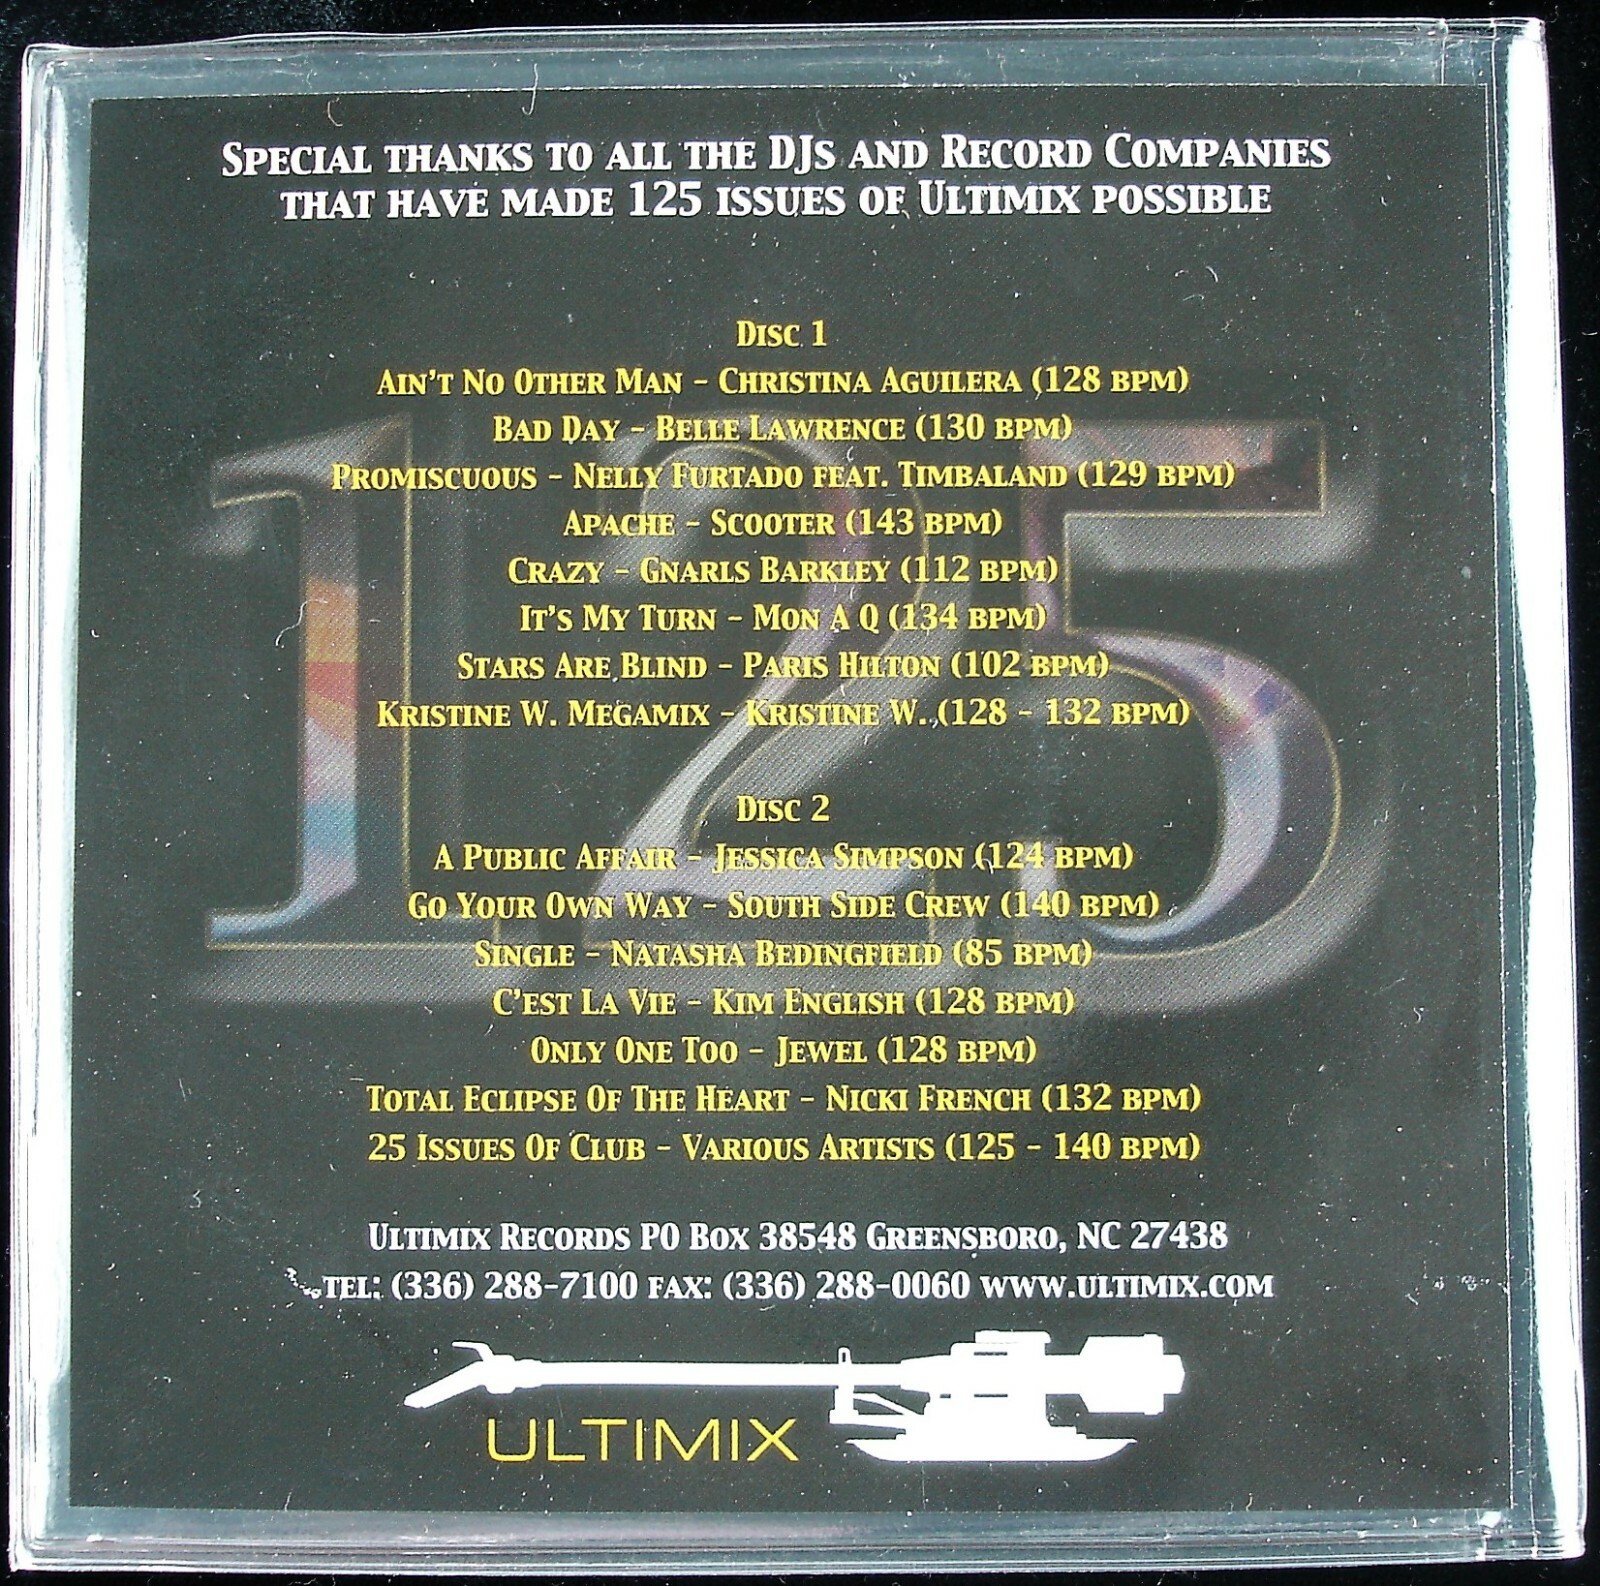 SPECIAL THANKS TO ALL THE DJS AND RECORD COMPANIES
THAT HAVE MADE 125 ISSUES OF ULTIMIX POSSIBLE
125
DISC 1
AIN'T NO OTHER MAN - CHRISTINA AGUILERA (128 BPM)
BAD DAY - BELLE LAWRENCE (130 BPM)
PROMISCUOUS - NELLY FURTADO FEAT. TIMBALAND (129 BPM)
APACHE - SCOOTER (143 BPM)
CRAZY - GNARLS BARKLEY (112 BPM)
IT'S MY TURN - MON A Q (134 BPM)
STARS ARE BLIND - PARIS HILTON (102 BPM)
KRISTINE W. MEGAMIX - KRISTINE W. (128 - 132 BPM)
DISC 2
A PUBLIC AFFAIR - JESSICA SIMPSON (124 BPM)
GO YOUR OWN WAY - SOUTH SIDE CREW (140 BPM)
SINGLE - NATASHA BEDINGFIELD (85 BPM)
C'EST LA VIE - KIM ENGLISH (128 BPM)
ONLY ONE TOO - JEWEL (128 BPM)
TOTAL ECLIPSE OF THE HEART - NICKI FRENCH (132 BPM)
25 ISSUES OF CLUB - VARIOUS ARTISTS (125 - 140 BPM)
ULTIMIX RECORDS PO BOX 38548 GREENSBORO, NC 27438
TEL: (336) 288-7100 FAX: (336) 288-0060 WWW.ULTIMIX.COM
ULTIMIX